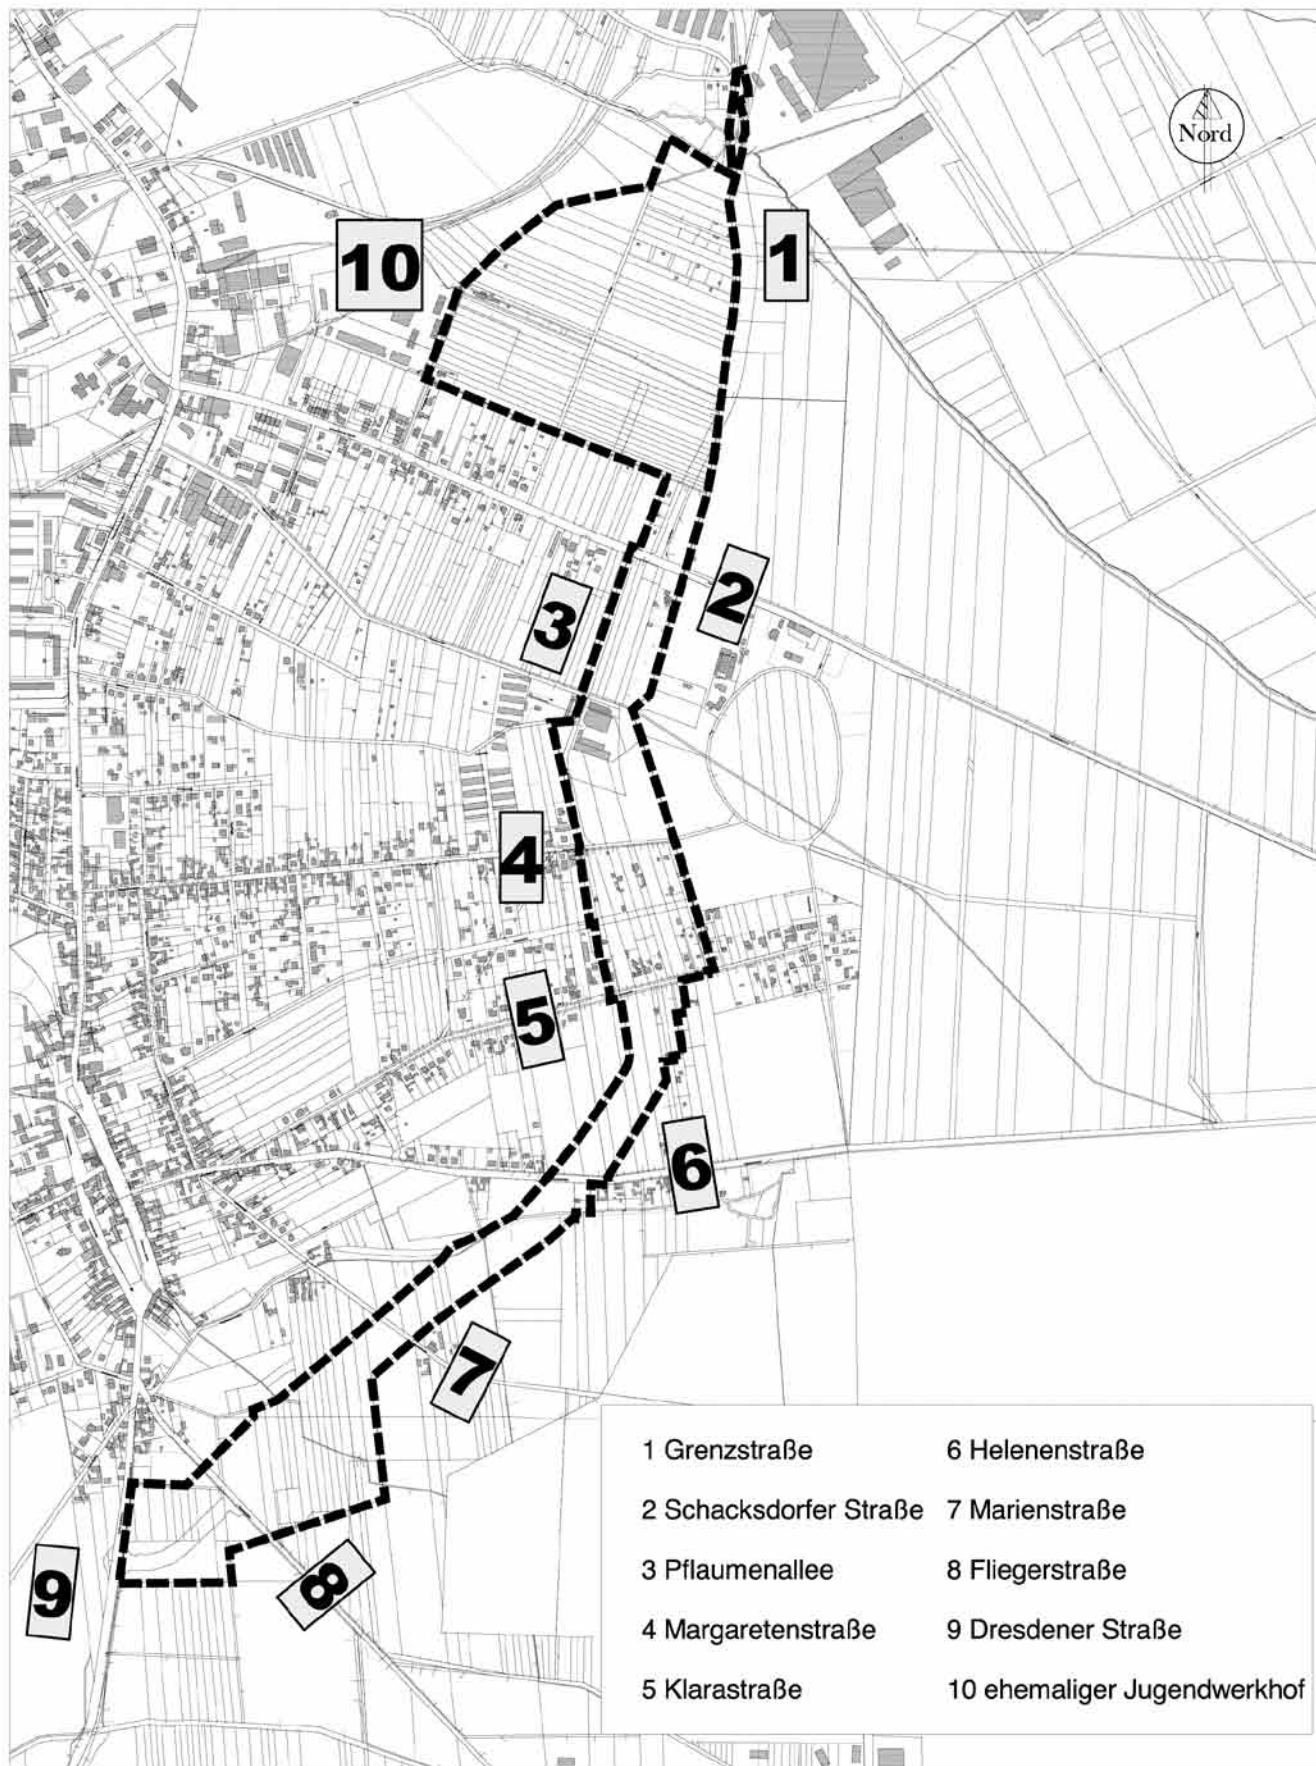 Nord
10
1
2
3
4
5
6
7
8
9
1 Grenzstraße
2 Schacksdorfer Straße
3 Pflaumenallee
4 Margaretenstraße
5 Klarastraße
6 Helenenstraße
7 Marienstraße
8 Fliegerstraße
9 Dresdener Straße
10 ehemaliger Jugendwerkhof